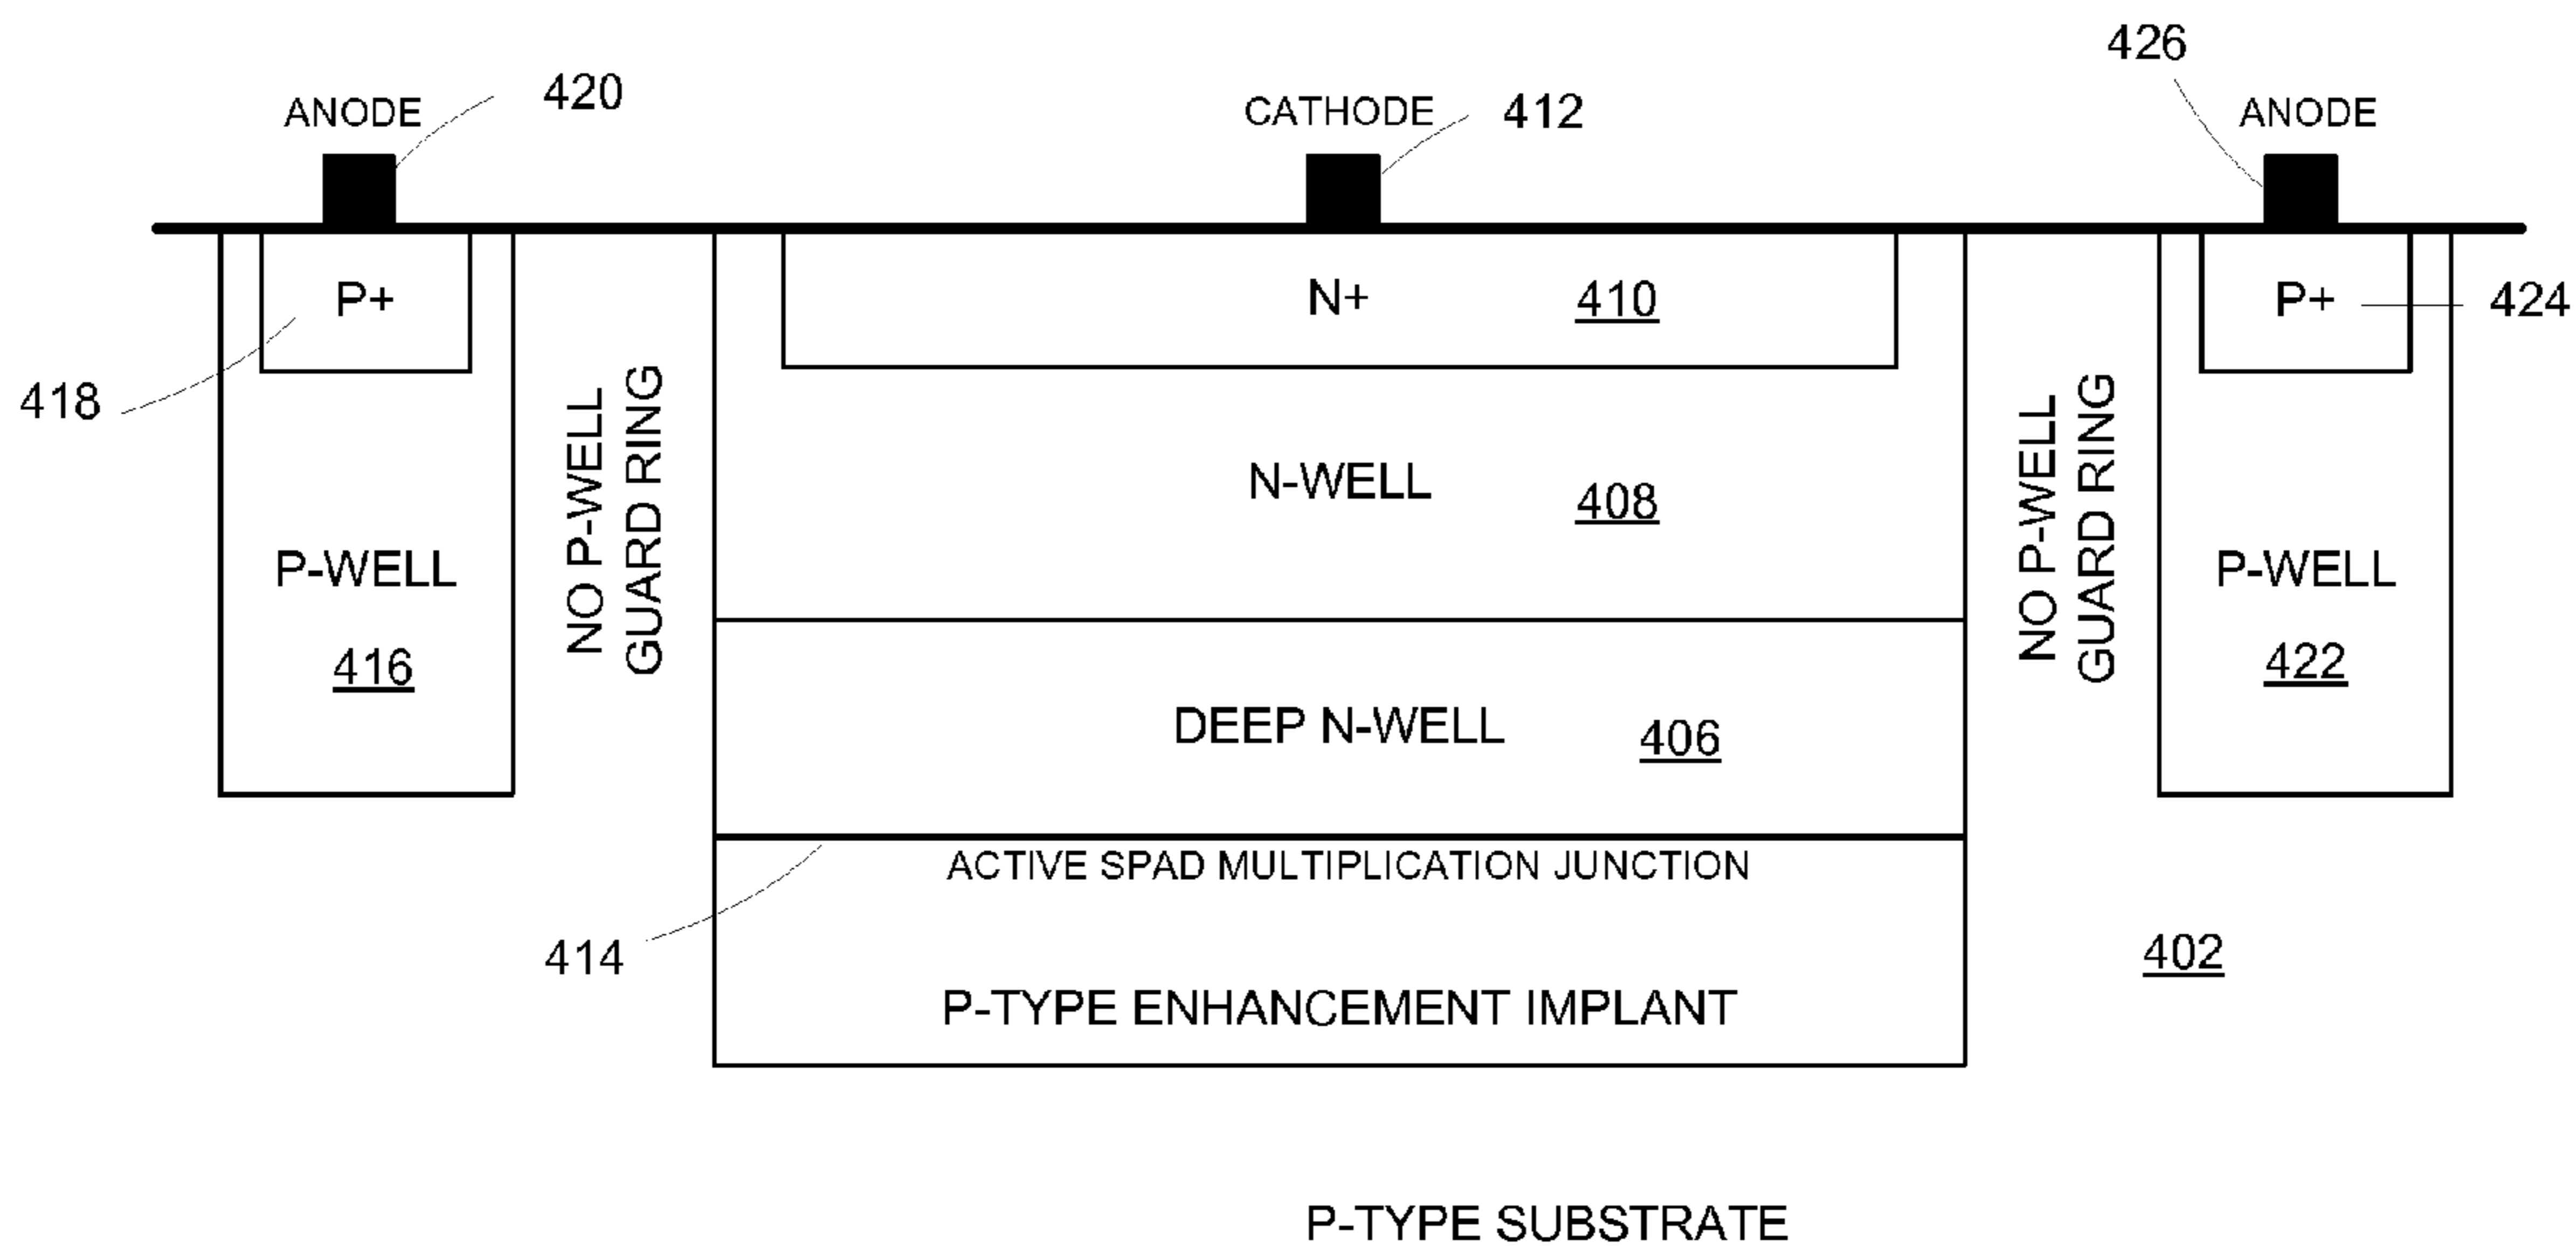 426
420
ANODE
CATHODE
412
ANODE
P+
N+
410
P+
424
418
NO P-WELL
GUARD RING
N-WELL
408
NO P-WELL
GUARD RING
P-WELL
416
P-WELL
422
DEEP N-WELL
406
ACTIVE SPAD MULTIPLICATION JUNCTION
414
402
P-TYPE ENHANCEMENT IMPLANT
P-TYPE SUBSTRATE